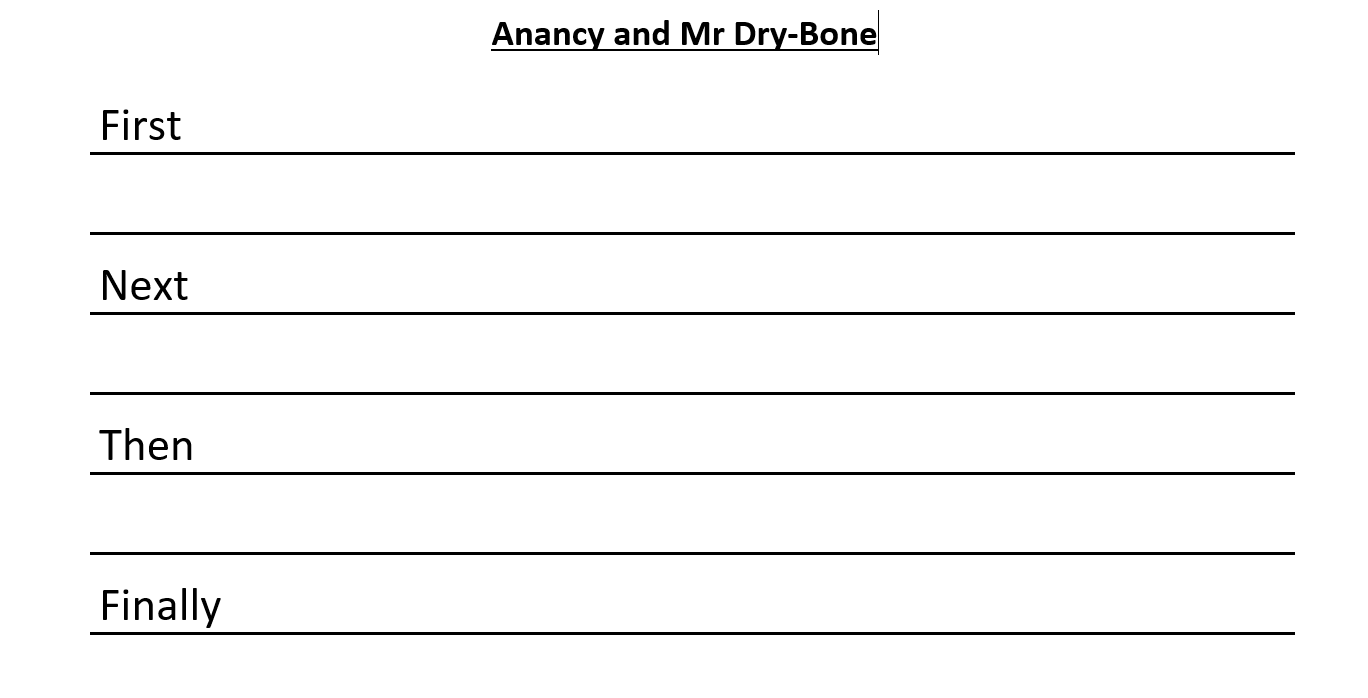 Anancy and Mr Dry-Bone
First
Next
Then
Finally